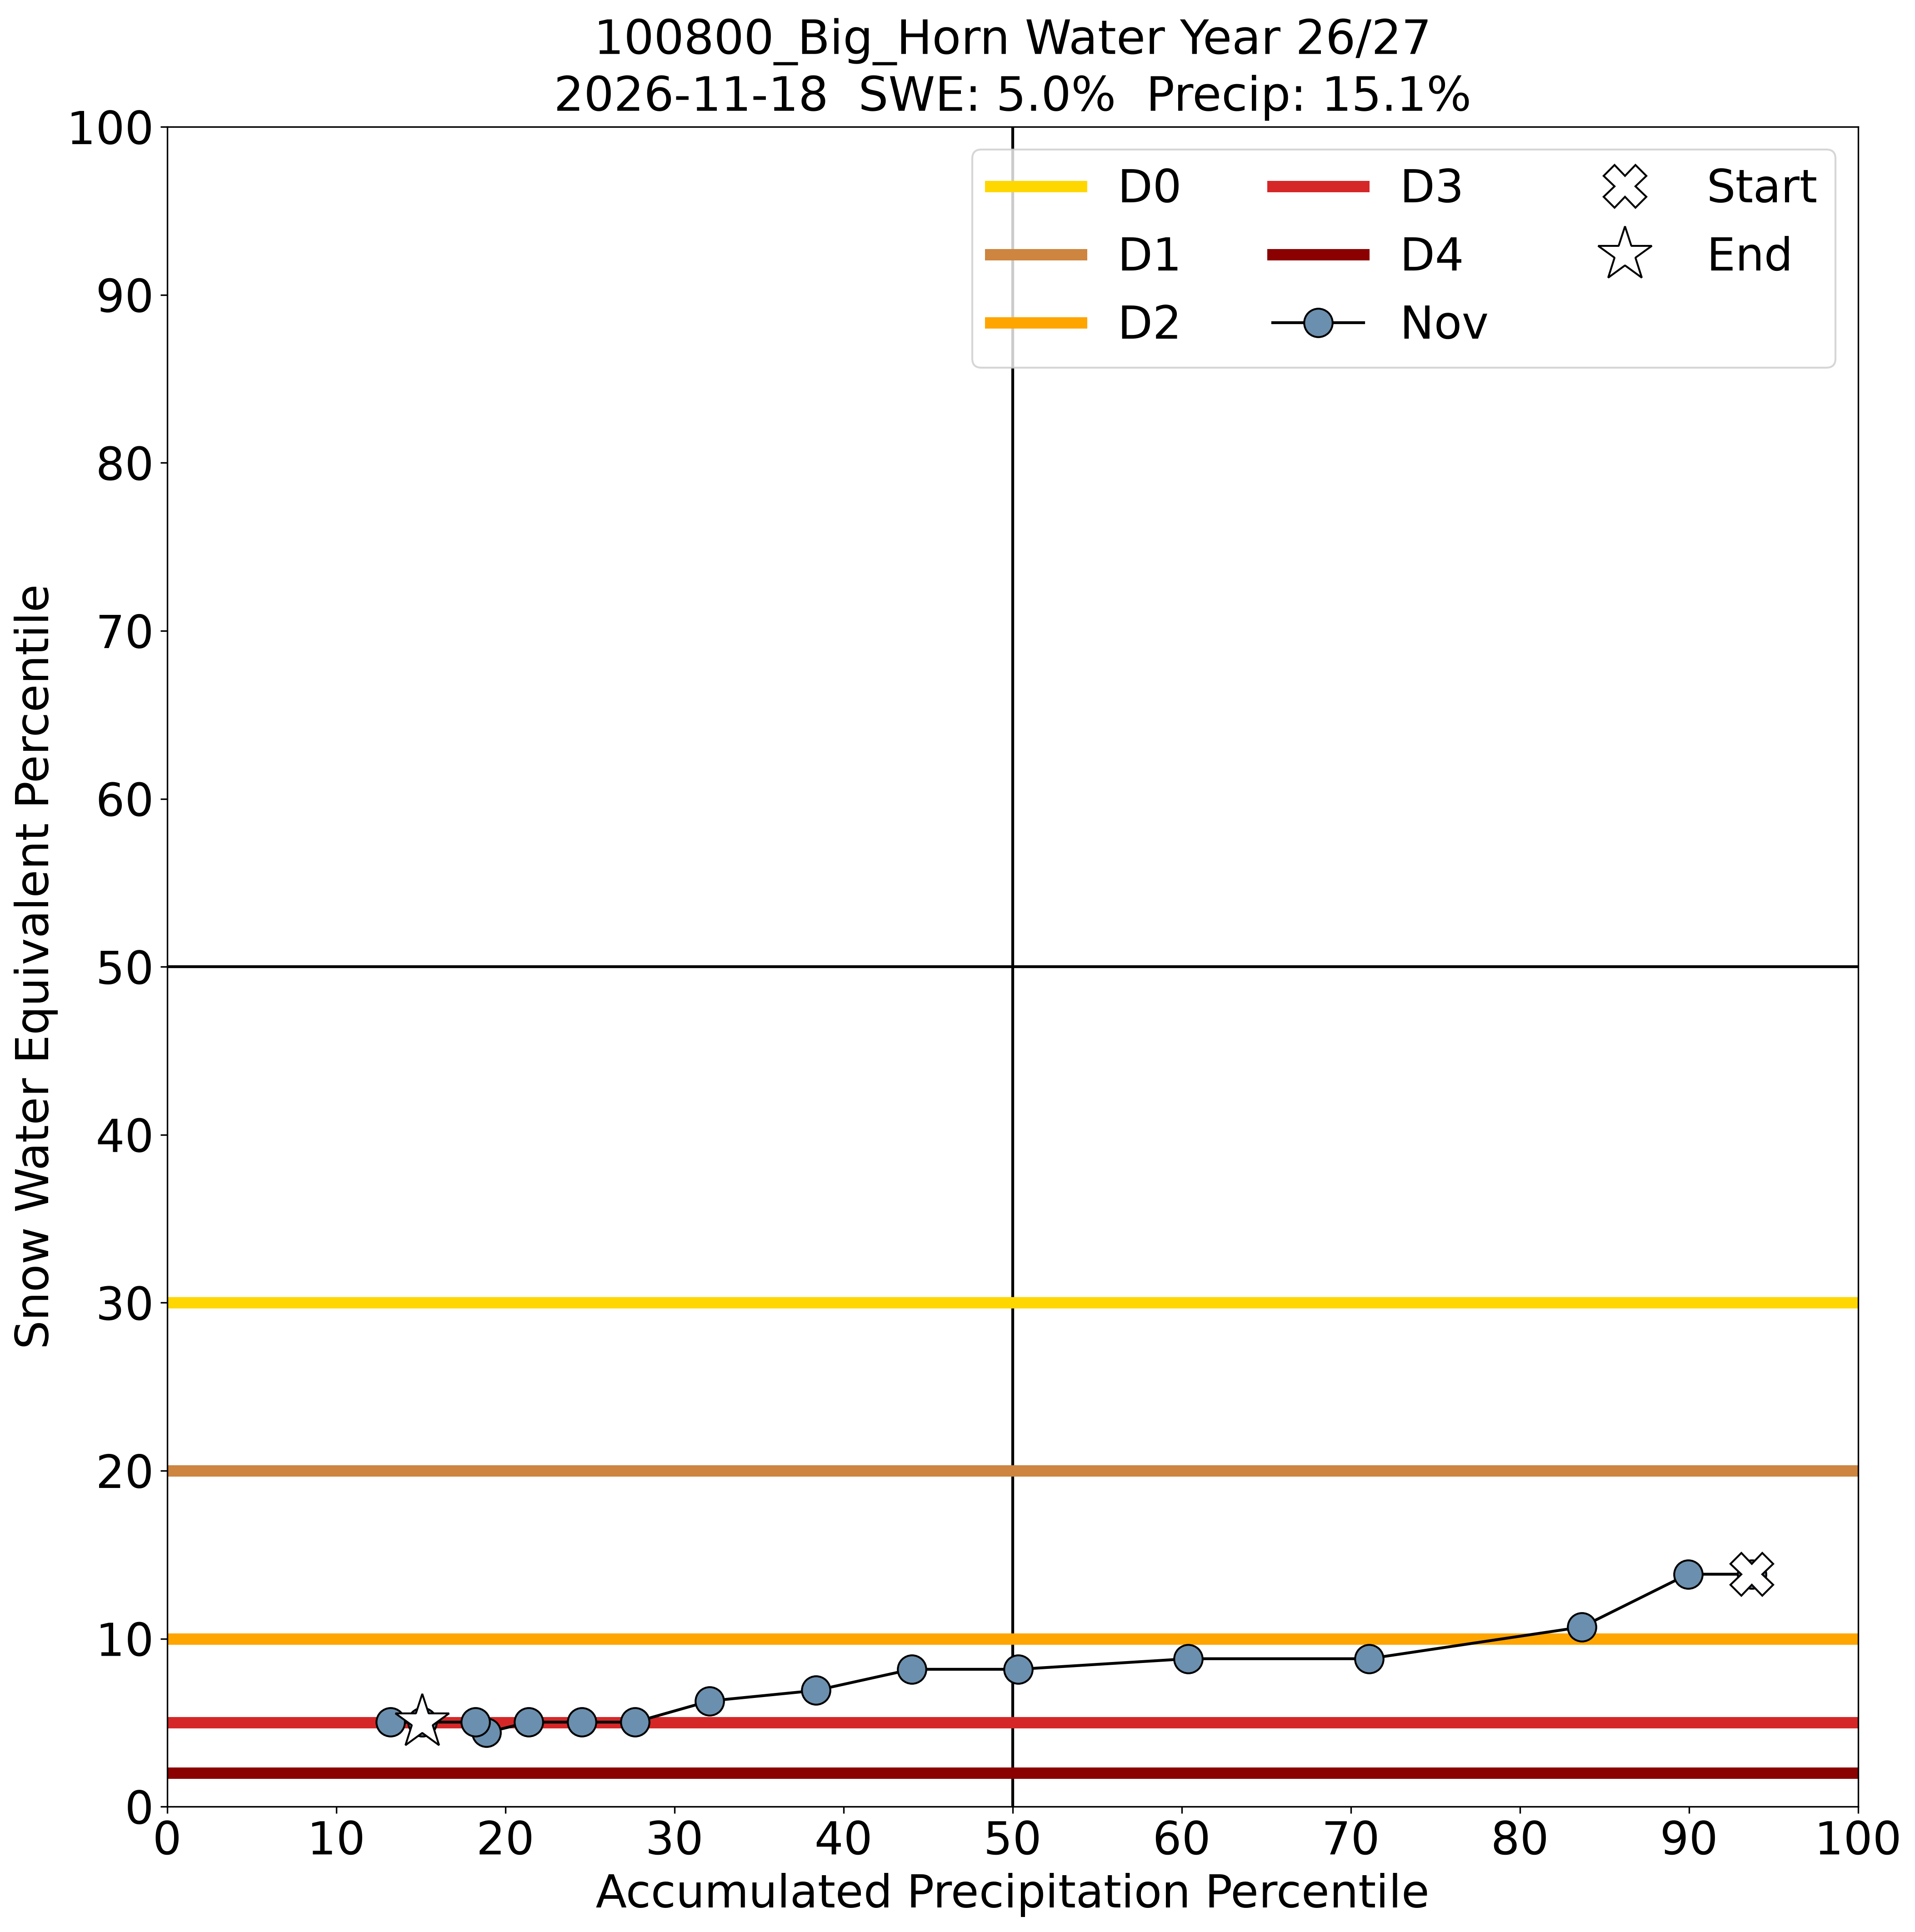 100800_Big_Horn Water Year 26/27
2026-11-18  SWE: 5.0%  Precip: 15.1%
D0
D1
D2
D3
D4
Nov
Start
End
Snow Water Equivalent Percentile
100
90
80
70
60
50
40
30
20
10
0
0 10 20 30 40 50 60 70 80 90 100
Accumulated Precipitation Percentile